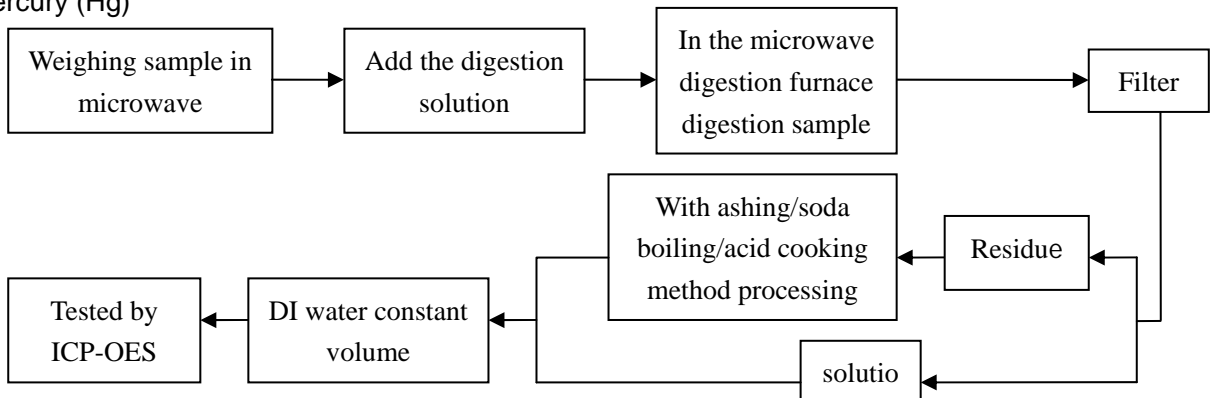 ercury (Hg)
Weighing sample in
microwave
Add the digestion
solution
In the microwave
digestion furnace
digestion sample
Filter
With ashing/soda
boiling/acid cooking
method processing
Residue
Tested by
ICP-OES
DI water constant
volume
solutio